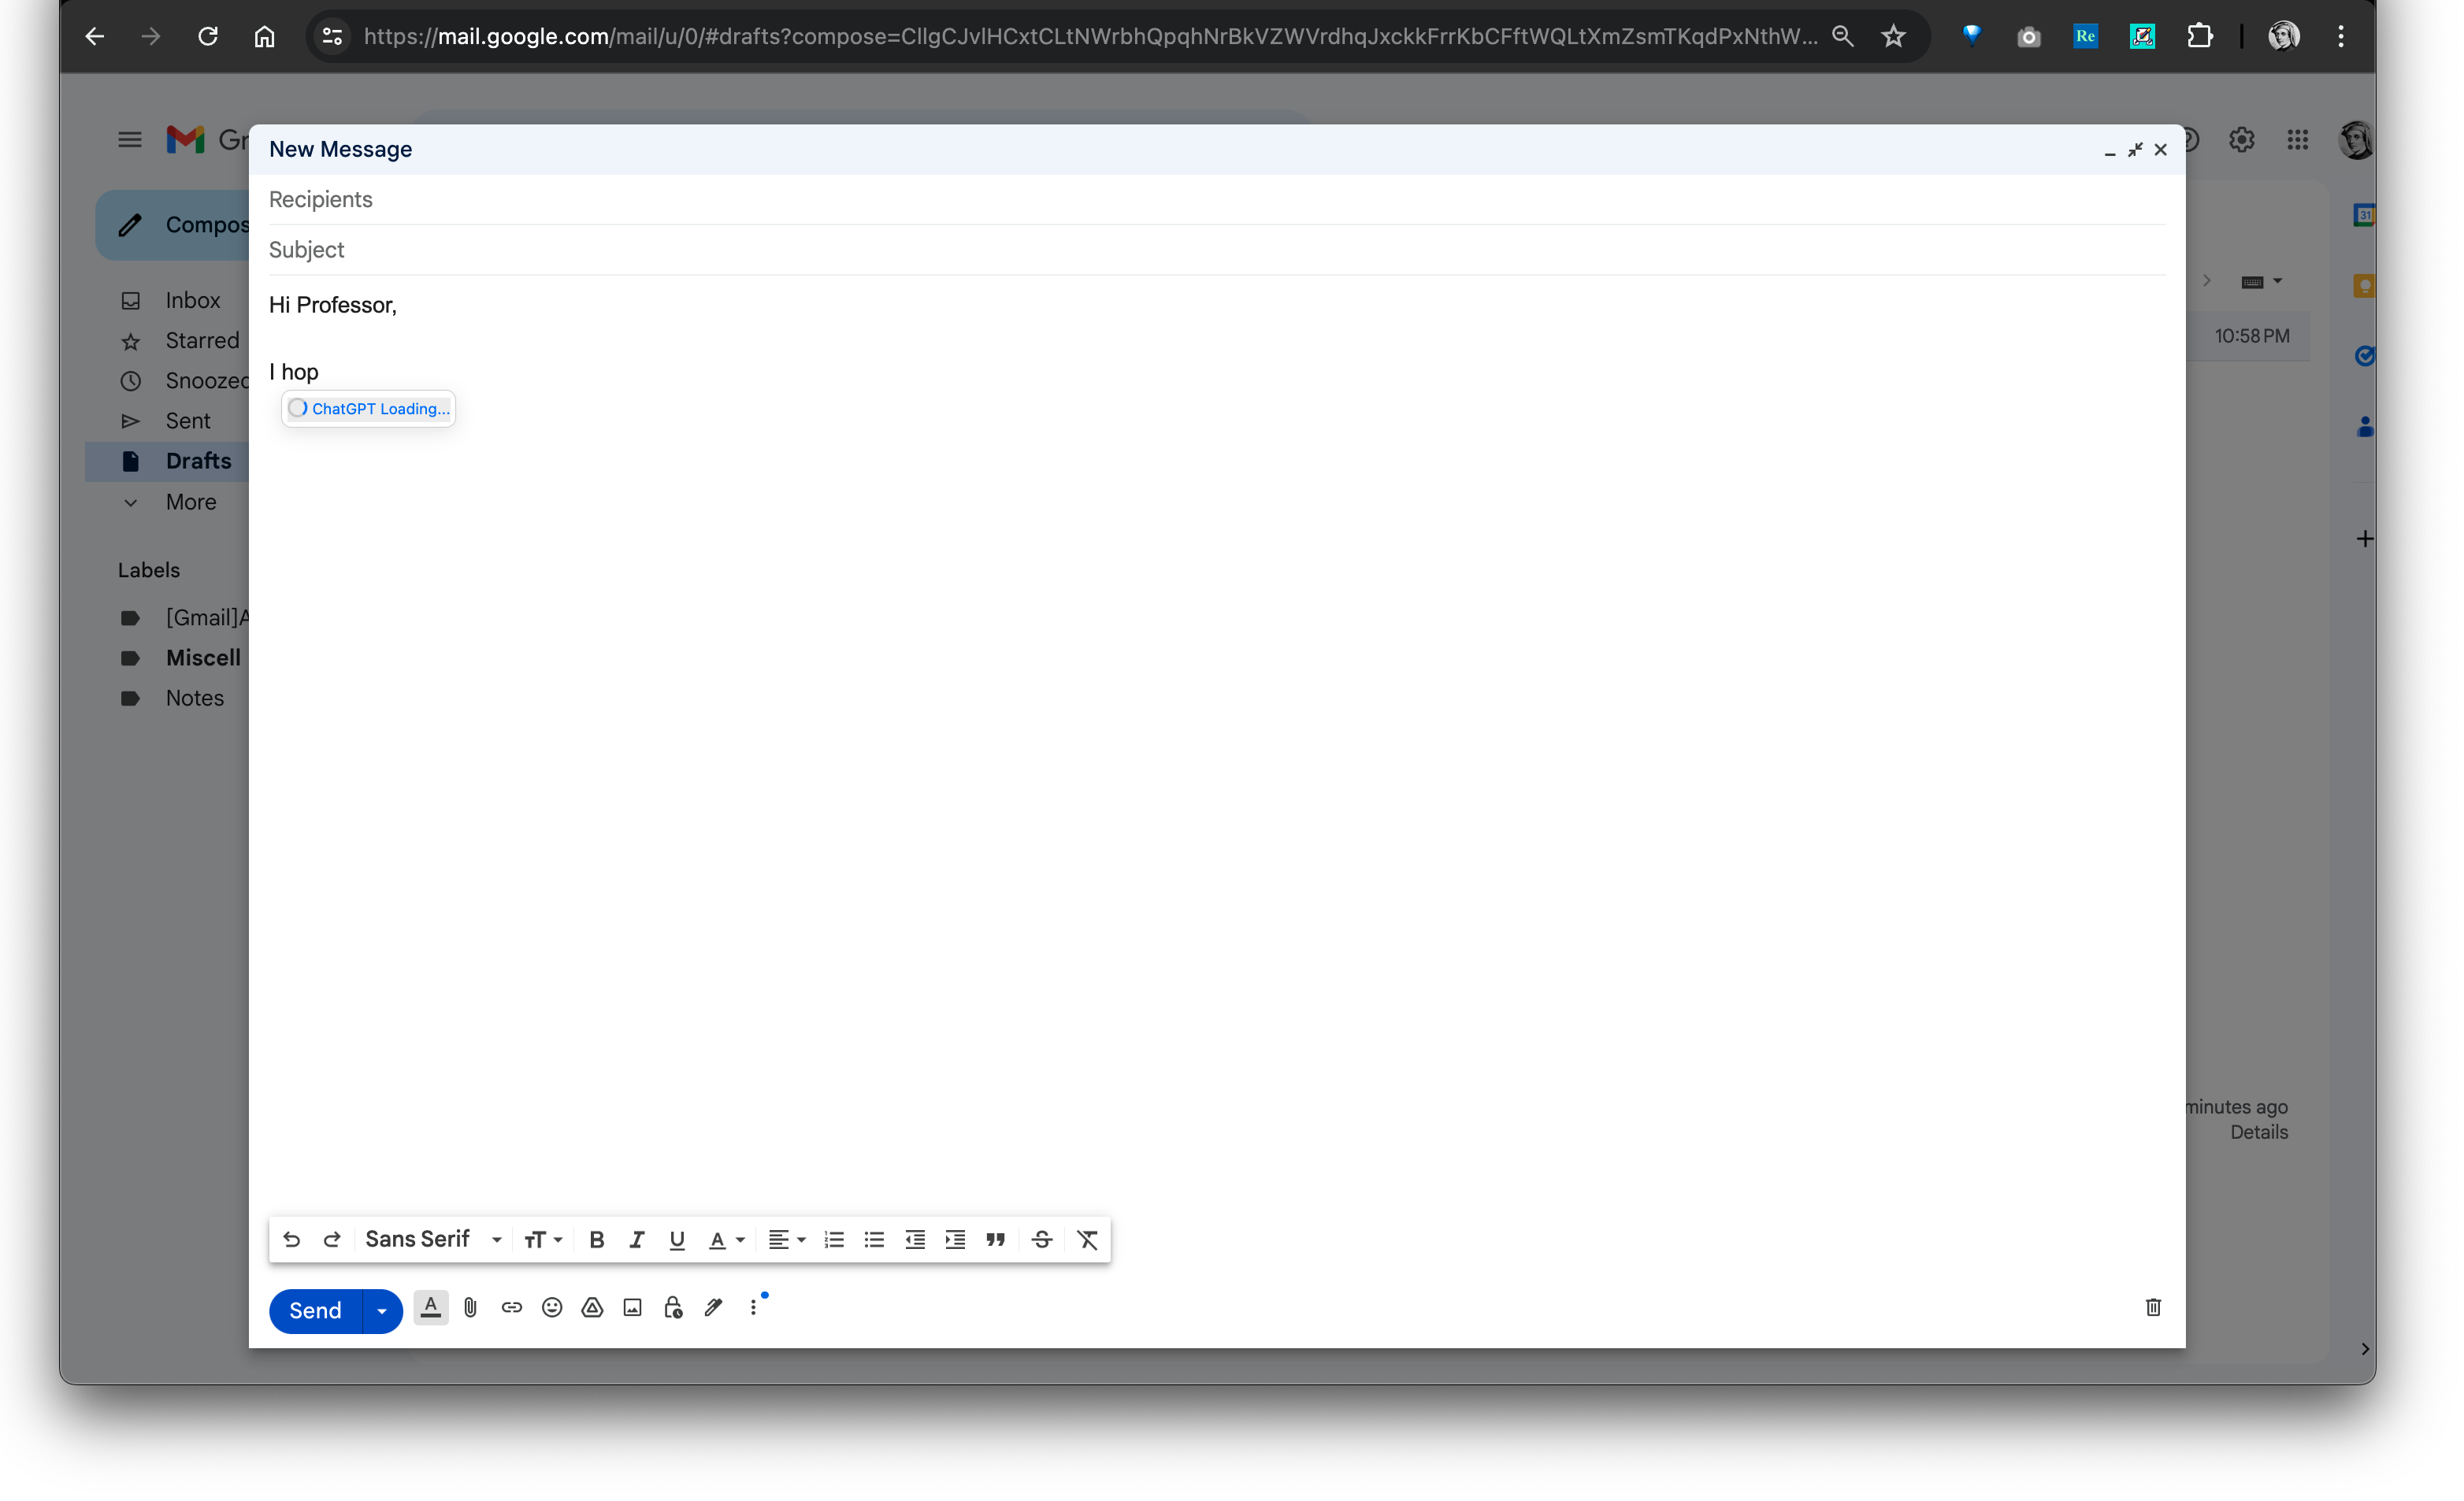 https://mail.google.com/mail/u/0/#drafts?compose=CllgCJvlHCxtCLtNWrbhQpqhNrBkVZWVrdhqJxckkFrrKbCFftWQLtXmZsmTKqdPxNthW...
Re
Gr
New Message
Compos
Recipients
Subject
31
Inbox
Hi Professor,
Starred
10:58 PM
Snoozed
I hop
ChatGPT Loading...
Sent
Drafts
More
Labels
[Gmail]A
Miscell
Notes
minutes ago
Details
Sans Serif
Send